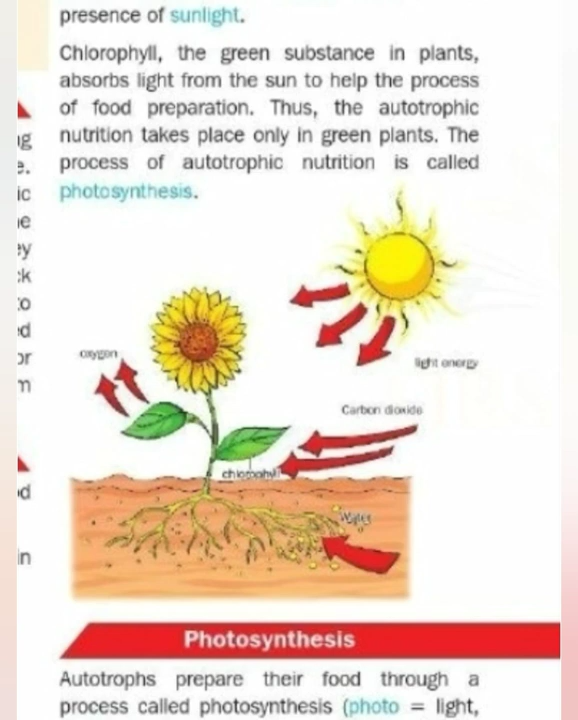 presence of sunlight.
Chlorophyll, the green substance in plants,
absorbs light from the sun to help the process
of food preparation. Thus, the autotrophic
nutrition takes place only in green plants. The
process of autotrophic nutrition is called
photosynthesis.
oxygen
light energy
Carbon dioxide
chlorophyll
Water
Photosynthesis
Autotrophs prepare their food through a
process called photosynthesis (photo = light,